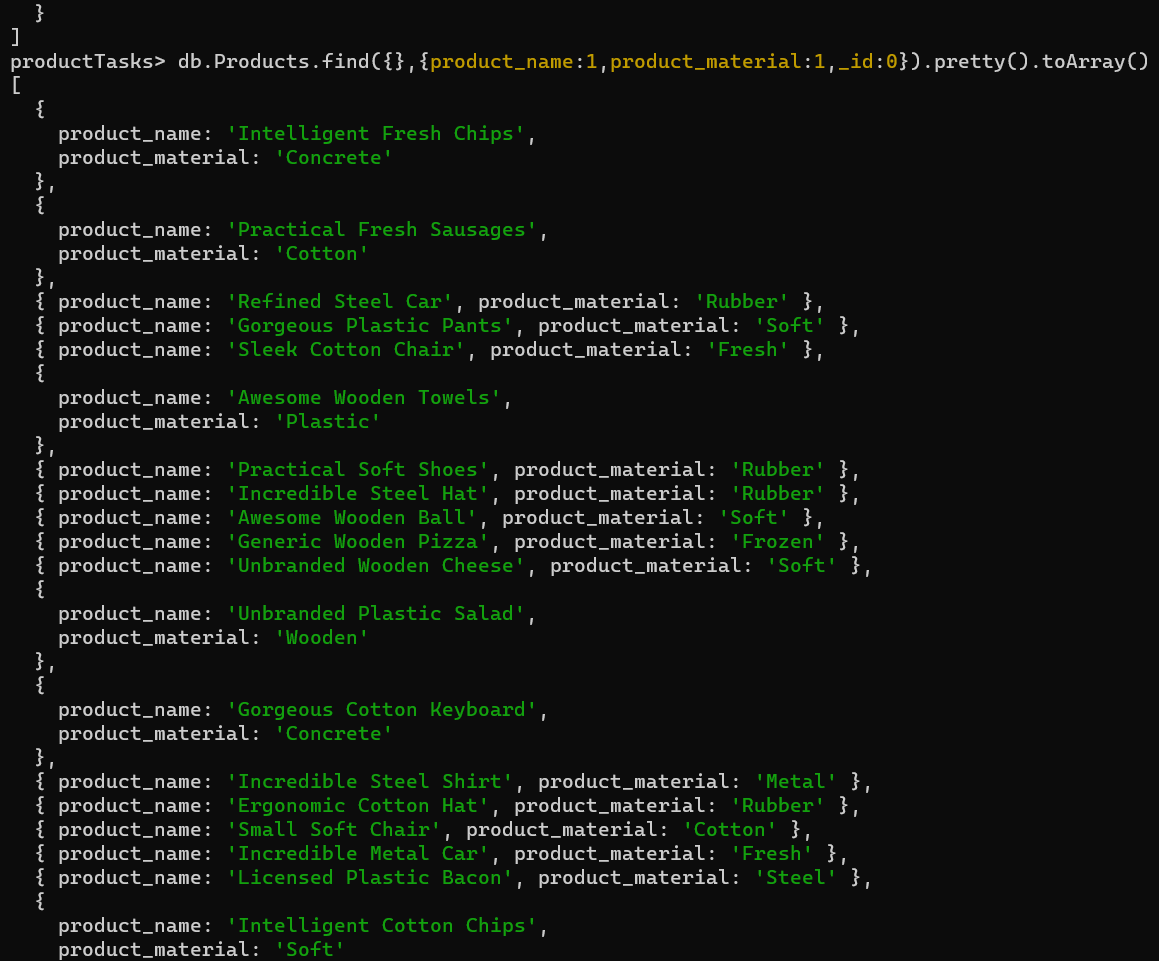 }
]
productTasks> db.Products.find({},{product_name:1,product_material:1,_id:0}).pretty().toArray()
[
  {
    product_name: 'Intelligent Fresh Chips',
    product_material: 'Concrete'
  },
  {
    product_name: 'Practical Fresh Sausages',
    product_material: 'Cotton'
  },
  { product_name: 'Refined Steel Car', product_material: 'Rubber' },
  { product_name: 'Gorgeous Plastic Pants', product_material: 'Soft' },
  { product_name: 'Sleek Cotton Chair', product_material: 'Fresh' },
  {
    product_name: 'Awesome Wooden Towels',
    product_material: 'Plastic'
  },
  { product_name: 'Practical Soft Shoes', product_material: 'Rubber' },
  { product_name: 'Incredible Steel Hat', product_material: 'Rubber' },
  { product_name: 'Awesome Wooden Ball', product_material: 'Soft' },
  { product_name: 'Generic Wooden Pizza', product_material: 'Frozen' },
  { product_name: 'Unbranded Wooden Cheese', product_material: 'Soft' },
  {
    product_name: 'Unbranded Plastic Salad',
    product_material: 'Wooden'
  },
  {
    product_name: 'Gorgeous Cotton Keyboard',
    product_material: 'Concrete'
  },
  { product_name: 'Incredible Steel Shirt', product_material: 'Metal' },
  { product_name: 'Ergonomic Cotton Hat', product_material: 'Rubber' },
  { product_name: 'Small Soft Chair', product_material: 'Cotton' },
  { product_name: 'Incredible Metal Car', product_material: 'Fresh' },
  { product_name: 'Licensed Plastic Bacon', product_material: 'Steel' },
  {
    product_name: 'Intelligent Cotton Chips',
    product_material: 'Soft'